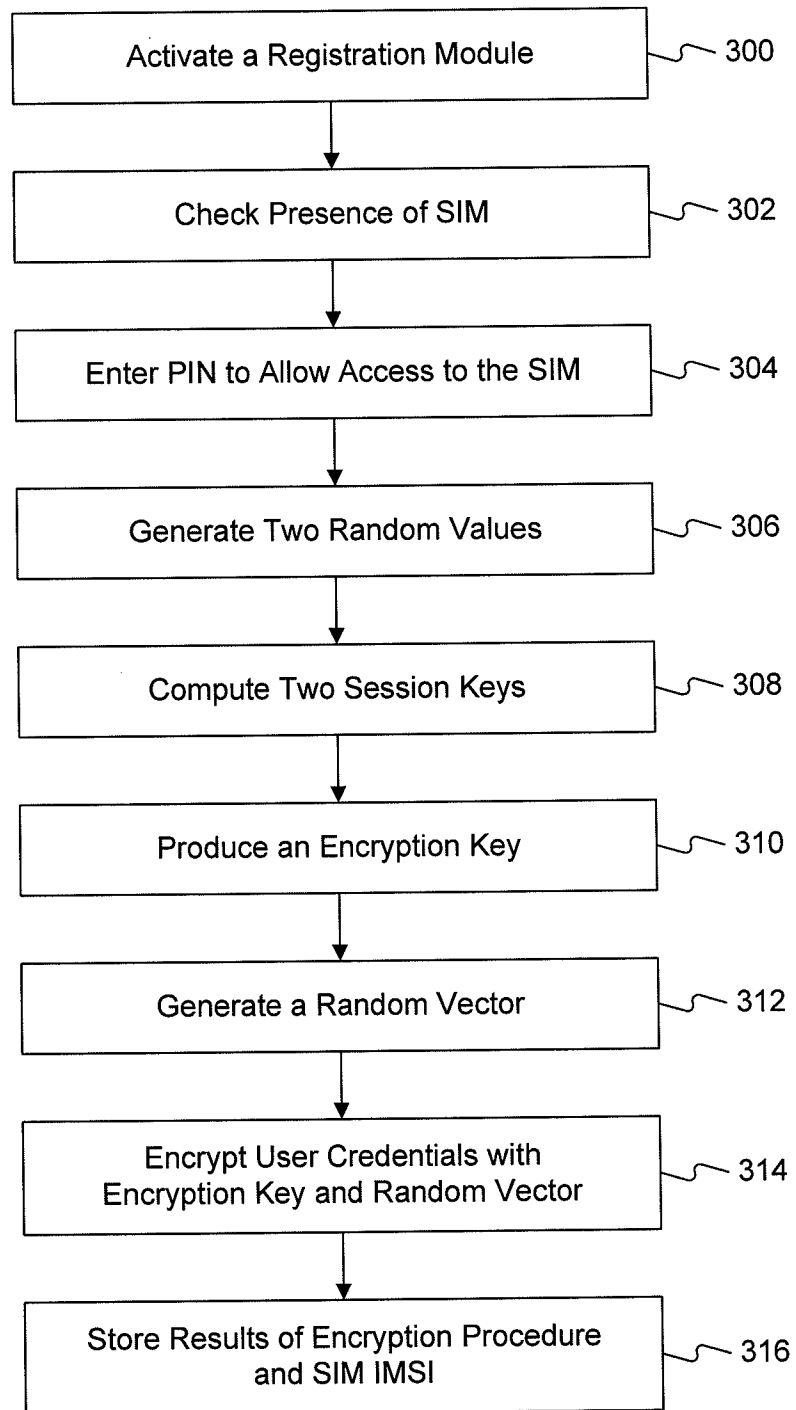 Activate a Registration Module
300
Check Presence of SIM
302
Enter PIN to Allow Access to the SIM
304
Generate Two Random Values
306
Compute Two Session Keys
308
Produce an Encryption Key
310
Generate a Random Vector
312
Encrypt User Credentials with
Encryption Key and Random Vector
314
Store Results of Encryption Procedure
and SIM IMSI
316